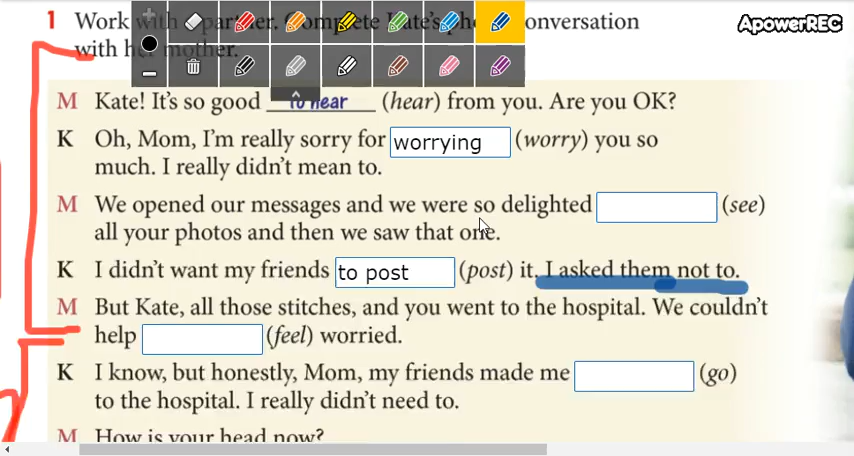 1 Work with a partner. Complete Kate's phone conversation
ApowerREC
with her mother.
M Kate! It's so good to hear (hear) from you. Are you OK?
K Oh, Mom, I'm really sorry for worrying (worry) you so
much. I really didn't mean to.
M We opened our messages and we were so delighted (see)
all your photos and then we saw that one.
K I didn't want my friends to post (post) it. I asked them not to.
M But Kate, all those stitches, and you went to the hospital. We couldn't
help (feel) worried.
K I know, but honestly, Mom, my friends made me (go)
to the hospital. I really didn't need to.
M How is your head now?